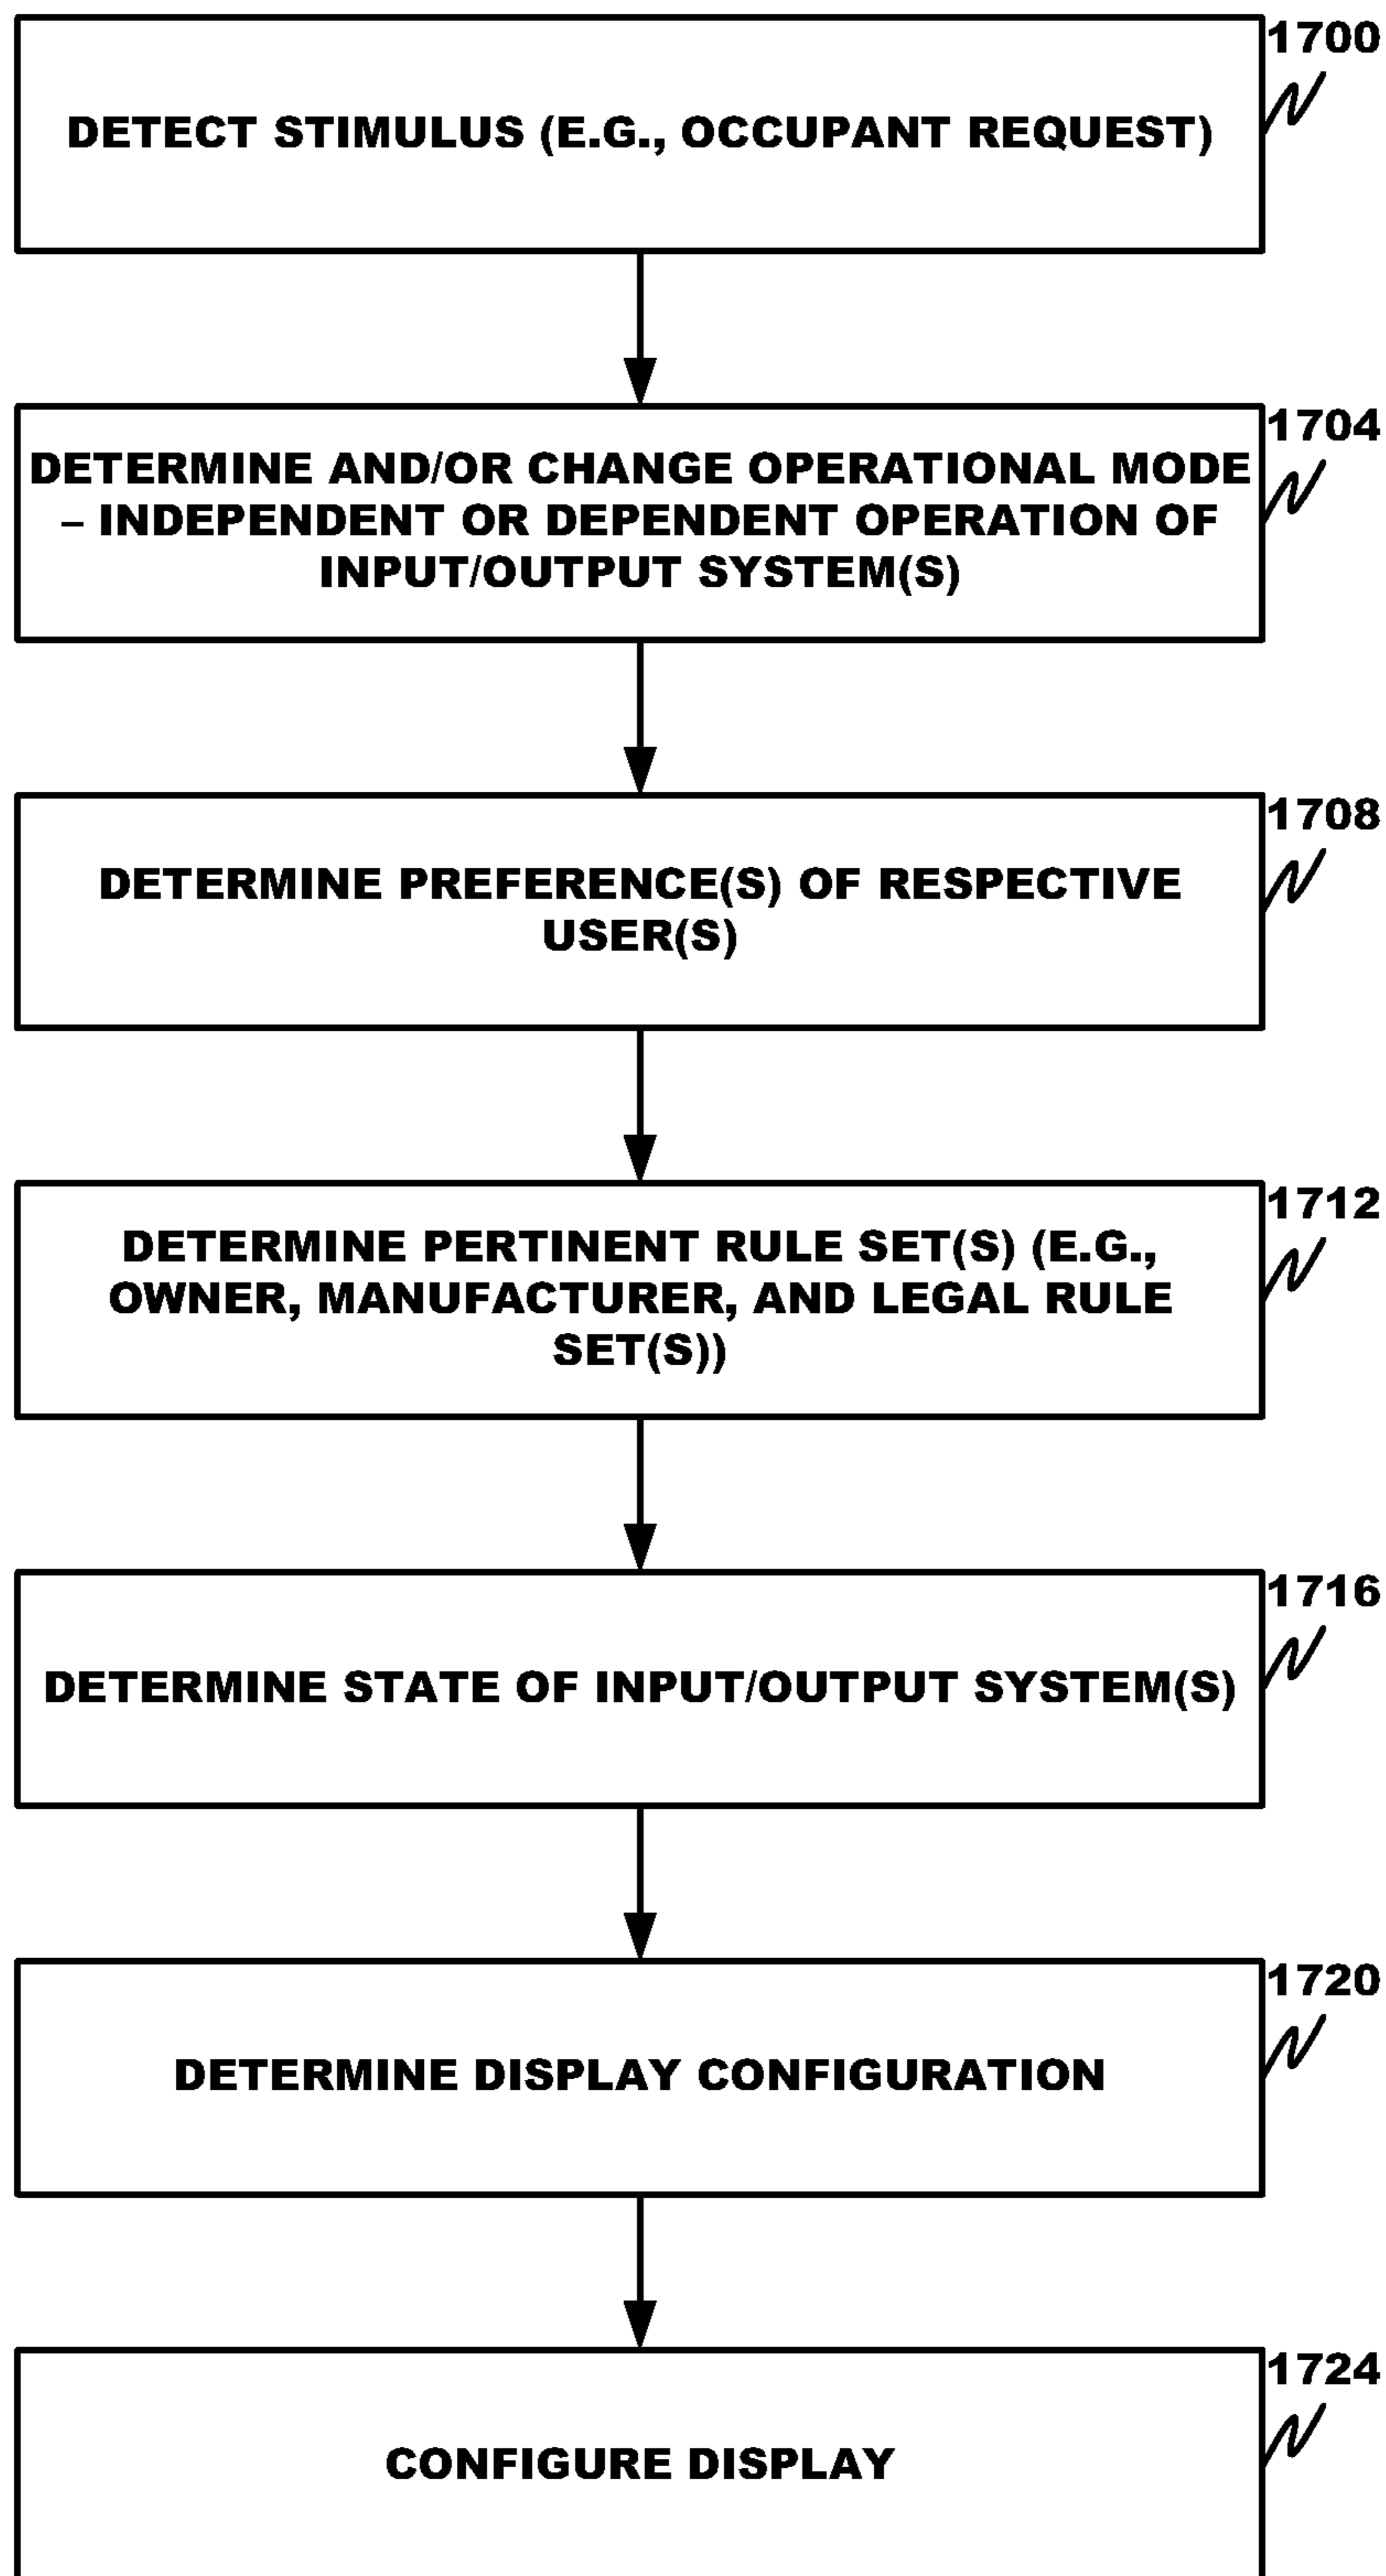 1700
DETECT STIMULUS (E.G., OCCUPANT REQUEST)
1704
DETERMINE AND/OR CHANGE OPERATIONAL MODE
– INDEPENDENT OR DEPENDENT OPERATION OF
INPUT/OUTPUT SYSTEM(S)
1708
DETERMINE PREFERENCE(S) OF RESPECTIVE
USER(S)
1712
DETERMINE PERTINENT RULE SET(S) (E.G.,
OWNER, MANUFACTURER, AND LEGAL RULE
SET(S))
1716
DETERMINE STATE OF INPUT/OUTPUT SYSTEM(S)
1720
DETERMINE DISPLAY CONFIGURATION
1724
CONFIGURE DISPLAY